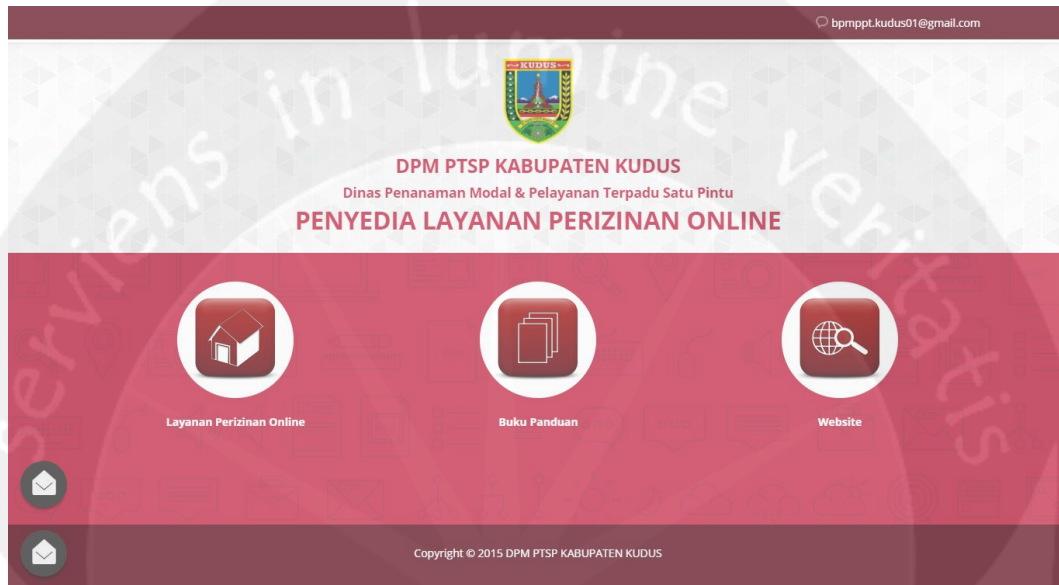 bpmppt.kudus01@gmail.com
KUDUS
DPM PTSP KABUPATEN KUDUS
Dinas Penanaman Modal & Pelayanan Terpadu Satu Pintu
PENYEDIA LAYANAN PERIZINAN ONLINE
Layanan Perizinan Online
Buku Panduan
Website
Copyright © 2015 DPM PTSP KABUPATEN KUDUS
serviens in lumine veritatis